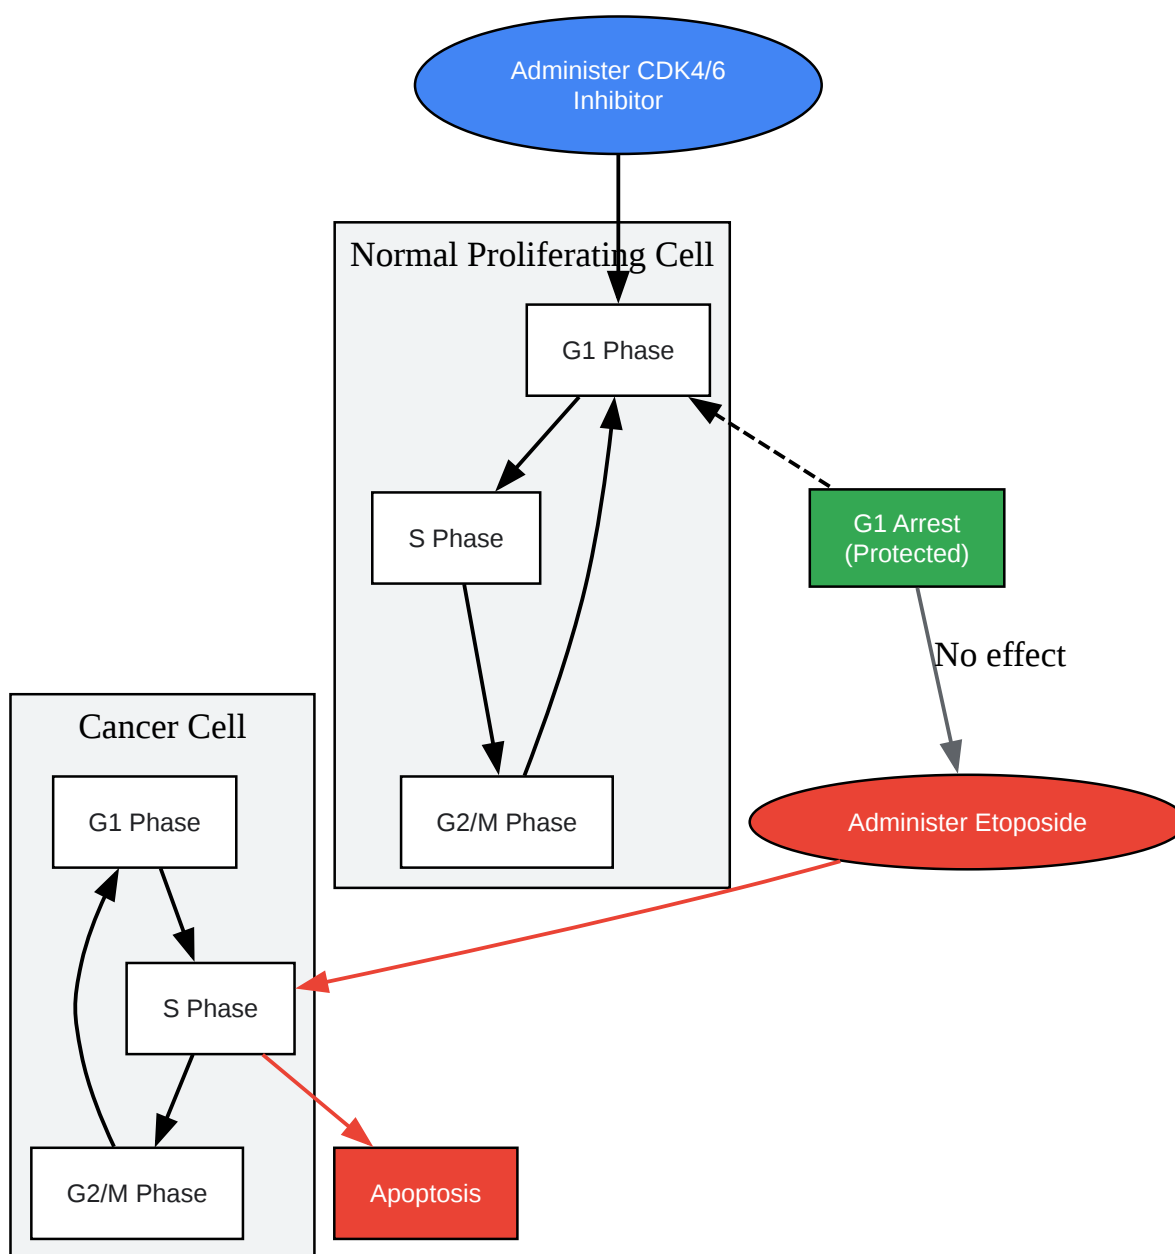 Administer CDK4/6
Inhibitor
Normal Proliferating Cell
G1 Phase
S Phase
G1 Arrest
(Protected)
No effect
Cancer Cell
G1 Phase
G2/M Phase
Administer Etoposide
S Phase
G2/M Phase
Apoptosis